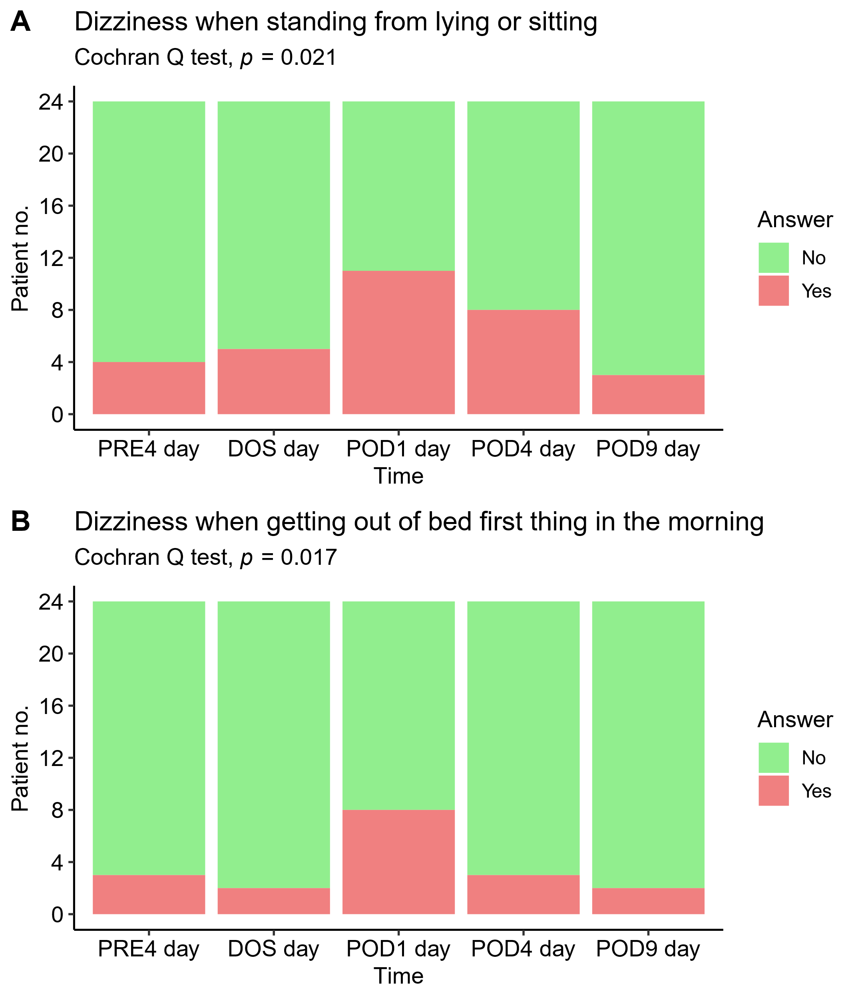 A Dizziness when standing from lying or sitting
Cochran Q test, p = 0.021
24
20
16
12
8
4
0
Patient no.
PRE4 day DOS day POD1 day POD4 day POD9 day
Time
Answer
No
Yes
B Dizziness when getting out of bed first thing in the morning
Cochran Q test, p = 0.017
24
20
16
12
8
4
0
Patient no.
PRE4 day DOS day POD1 day POD4 day POD9 day
Time
Answer
No
Yes